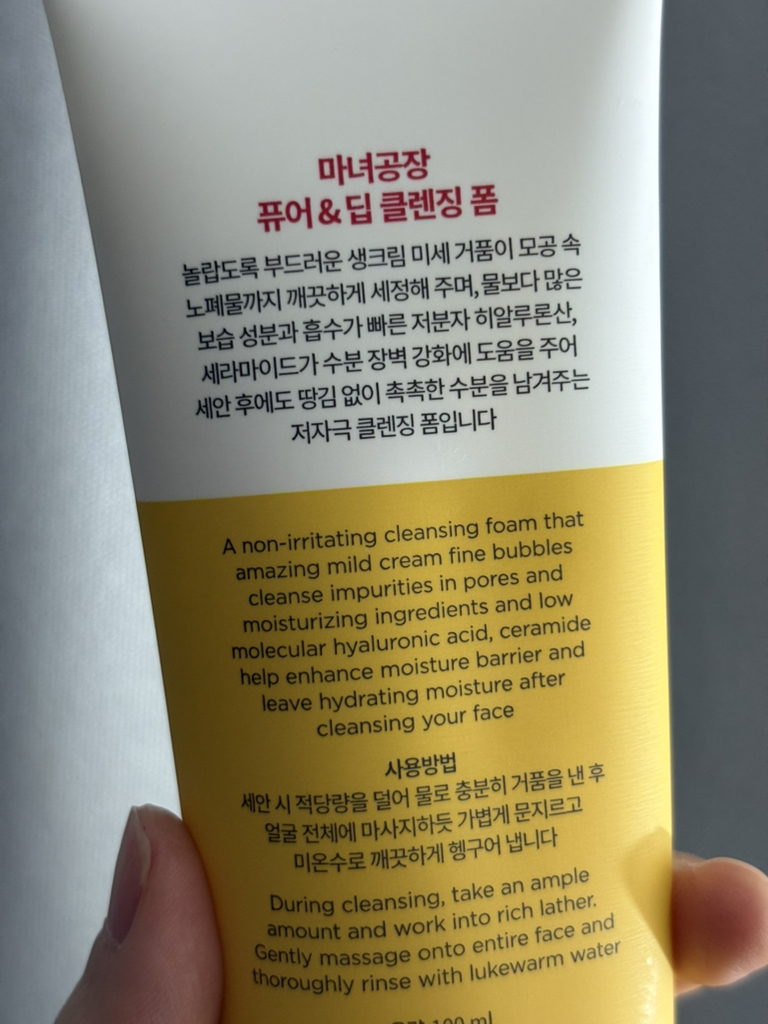 마녀공장
퓨어&딥 클렌징 폼
놀랍도록 부드러운 생크림 미세 거품이 모공 속
노폐물까지 깨끗하게 세정해 주며, 물보다 많은
보습 성분과 흡수가 빠른 저분자 히알루론산,
세라마이드가 수분 장벽 강화에 도움을 주어
세안 후에도 땅김 없이 촉촉한 수분을 남겨주는
저자극 클렌징 폼입니다
A non-irritating cleansing foam that
amazing mild cream fine bubbles
cleanse impurities in pores and
moisturizing ingredients and low
molecular hyaluronic acid, ceramide
help enhance moisture barrier and
leave hydrating moisture after
cleansing your face
사용방법
세안 시 적당량을 덜어 물로 충분히 거품을 낸 후
얼굴 전체에 마사지하듯 가볍게 문지르고
미온수로 깨끗하게 헹구어 냅니다
During cleansing, take an ample
amount and work into rich lather.
Gently massage onto entire face and
thoroughly rinse with lukewarm water
100 ml